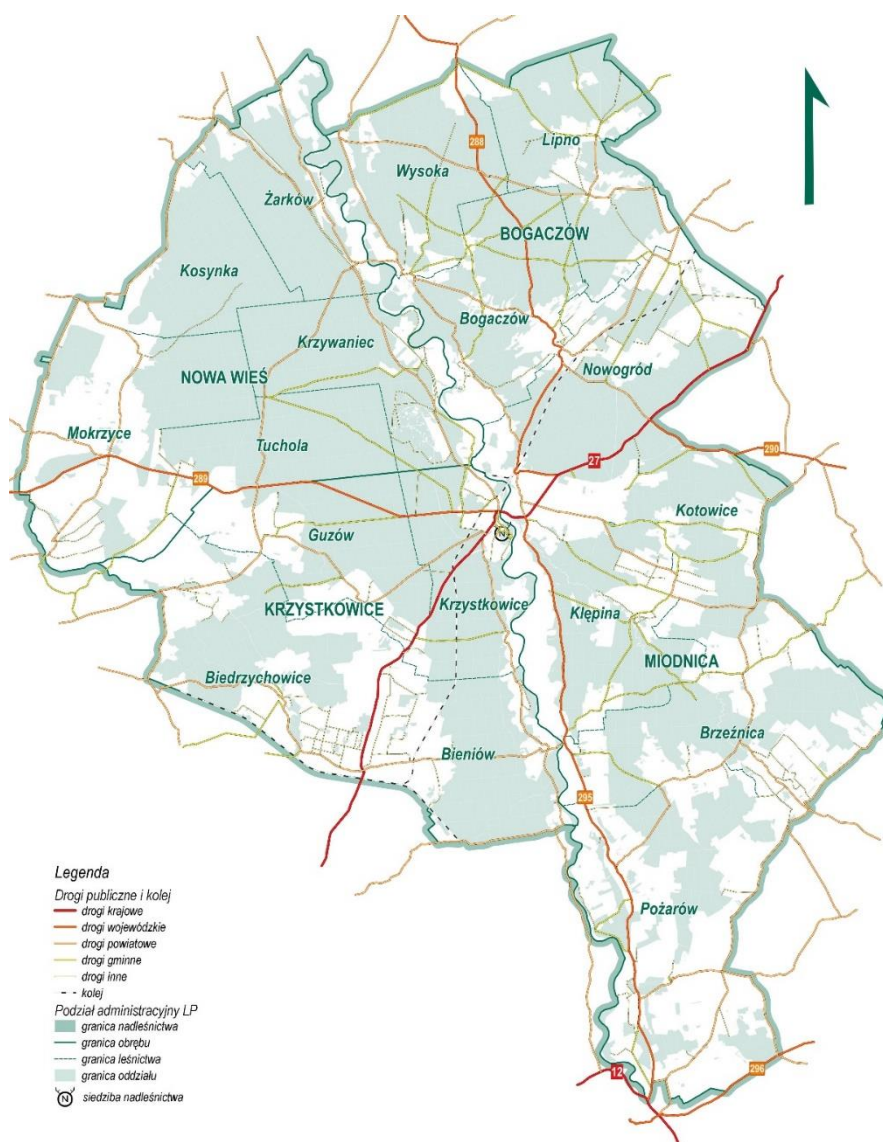 288
Lipno
Wysoka
Żarków
BOGACZÓW
Kosynka
Bogaczów
Krzywaniec
Nowogród
NOWA WIEŚ
Mokrzyce
Tuchola
27
290
289
Kotowice
Guzów
N
KRZYSTKOWICE
Krzystkowice
Klępina
MIODNICA
Biedrzychowice
Brzeźnica
Bieniów
295
Pożarów
12
296
Legenda
Drogi publiczne i kolej
drogi krajowe
drogi wojewódzkie
drogi powiatowe
drogi gminne
drogi inne
kolej
Podział administracyjny LP
granica nadleśnictwa
granica obrębu
granica leśnictwa
granica oddziału
N siedziba nadleśnictwa